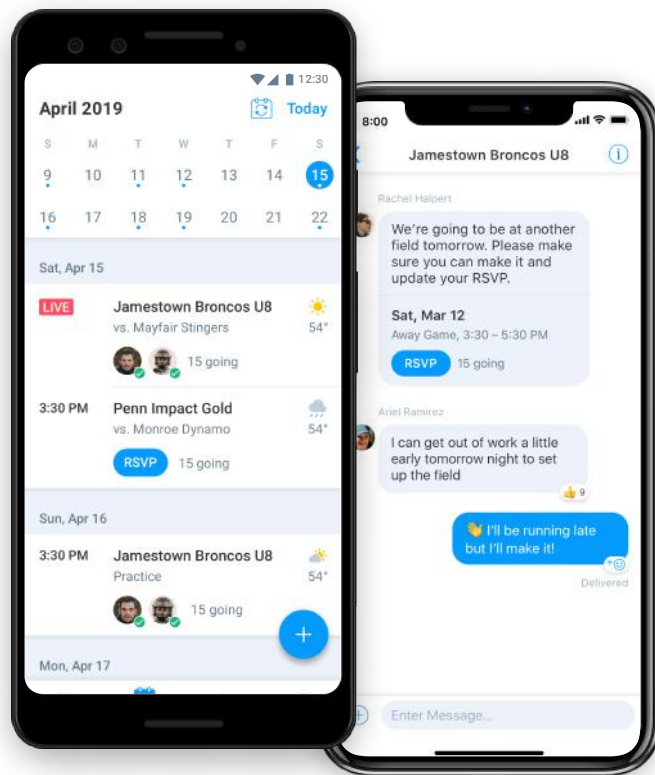 12:30
April 2019 Today
S M T W T F S
9 10 11 12 13 14 15
16 17 18 19 20 21 22
Sat, Apr 15
LIVE Jamestown Broncos U8
vs. Mayfair Stingers 54°
15 going
3:30 PM Penn Impact Gold
vs. Monroe Dynamo 54°
RSVP 15 going
Sun, Apr 16
3:30 PM Jamestown Broncos U8
Practice 54°
15 going
+
Mon, Apr 17
8:00
Jamestown Broncos U8
Rachel Halpert
We're going to be at another
field tomorrow. Please make
sure you can make it and
update your RSVP.
Sat, Mar 12
Away Game, 3:30 – 5:30 PM
RSVP 15 going
Ariel Ramirez
I can get out of work a little
early tomorrow night to set
up the field
👍 9
👋 I'll be running late
but I'll make it!
Delivered
Enter Message...